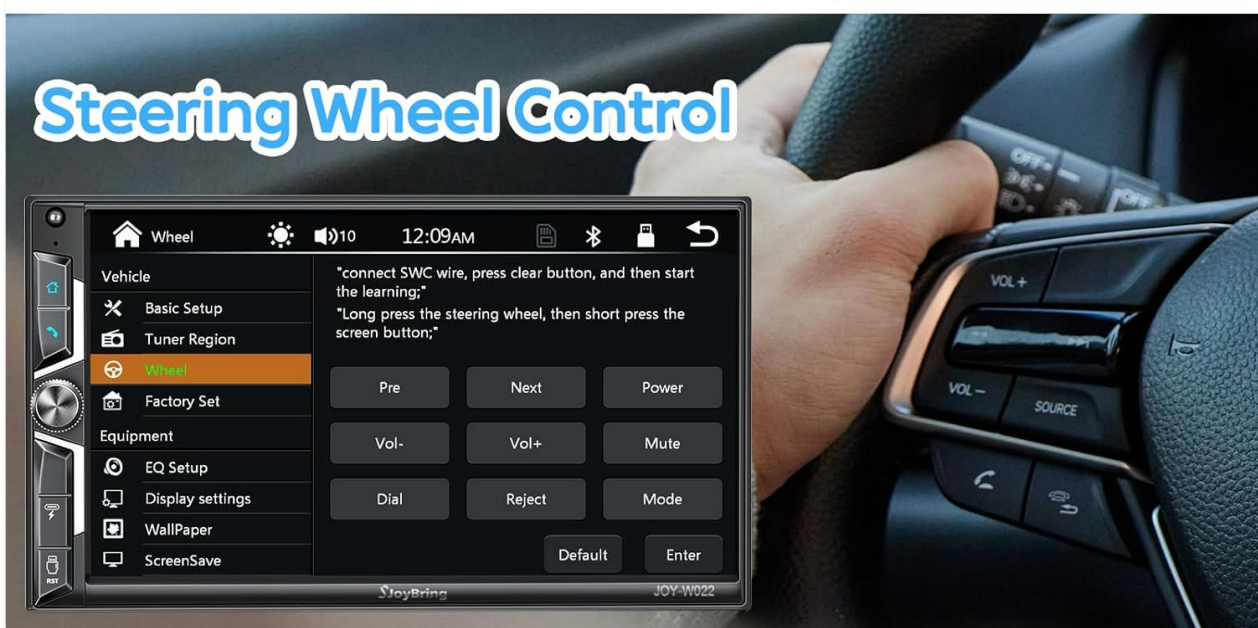 Steering Wheel Control
Wheel
10
12:09AM
Vehicle
Basic Setup
Tuner Region
Wheel
Factory Set
Equipment
EQ Setup
Display settings
WallPaper
ScreenSave
"connect SWC wire, press clear button, and then start
the learning;"
"Long press the steering wheel, then short press the
screen button;"
Pre
Next
Power
Vol-
Vol+
Mute
Dial
Reject
Mode
Default
Enter
RST
SJoyBring
JOY-W022
OFF
OFF
VOL+
VOL-
SOURCE